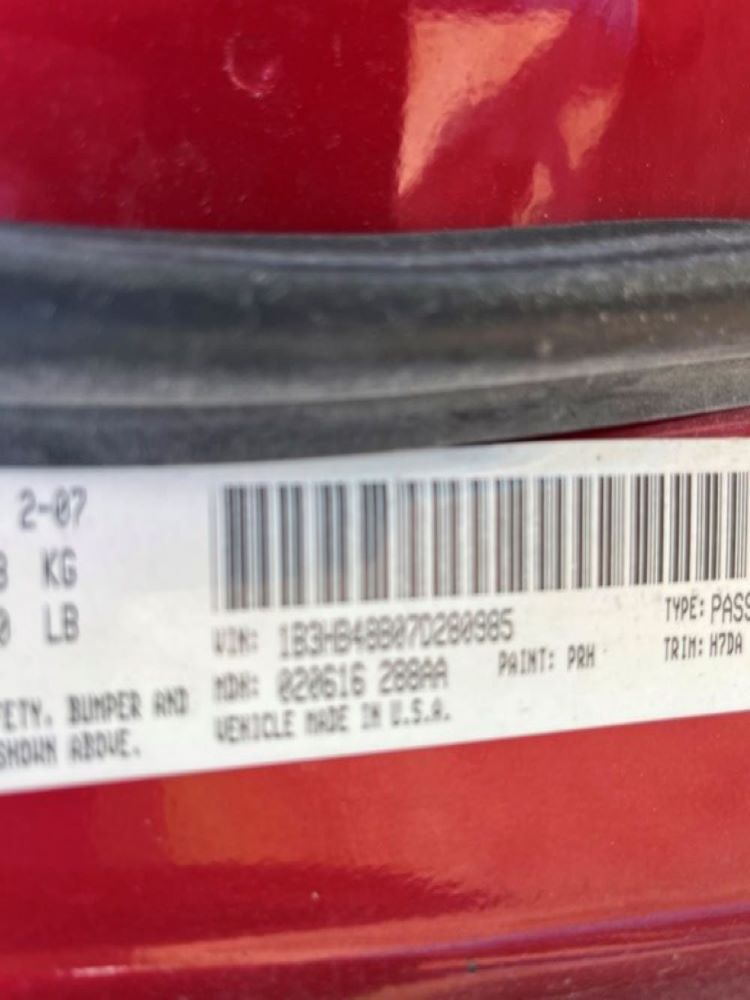 2-07
KG
LB
VIN: 1B3HB48B07D280985
TYPE: PASS
MDH: 020616 288AA
PAINT: PRH
TRIM: H7DA
VEHICLE MADE IN U.S.A.
FETY, BUMPER AND
SHOWN ABOVE.